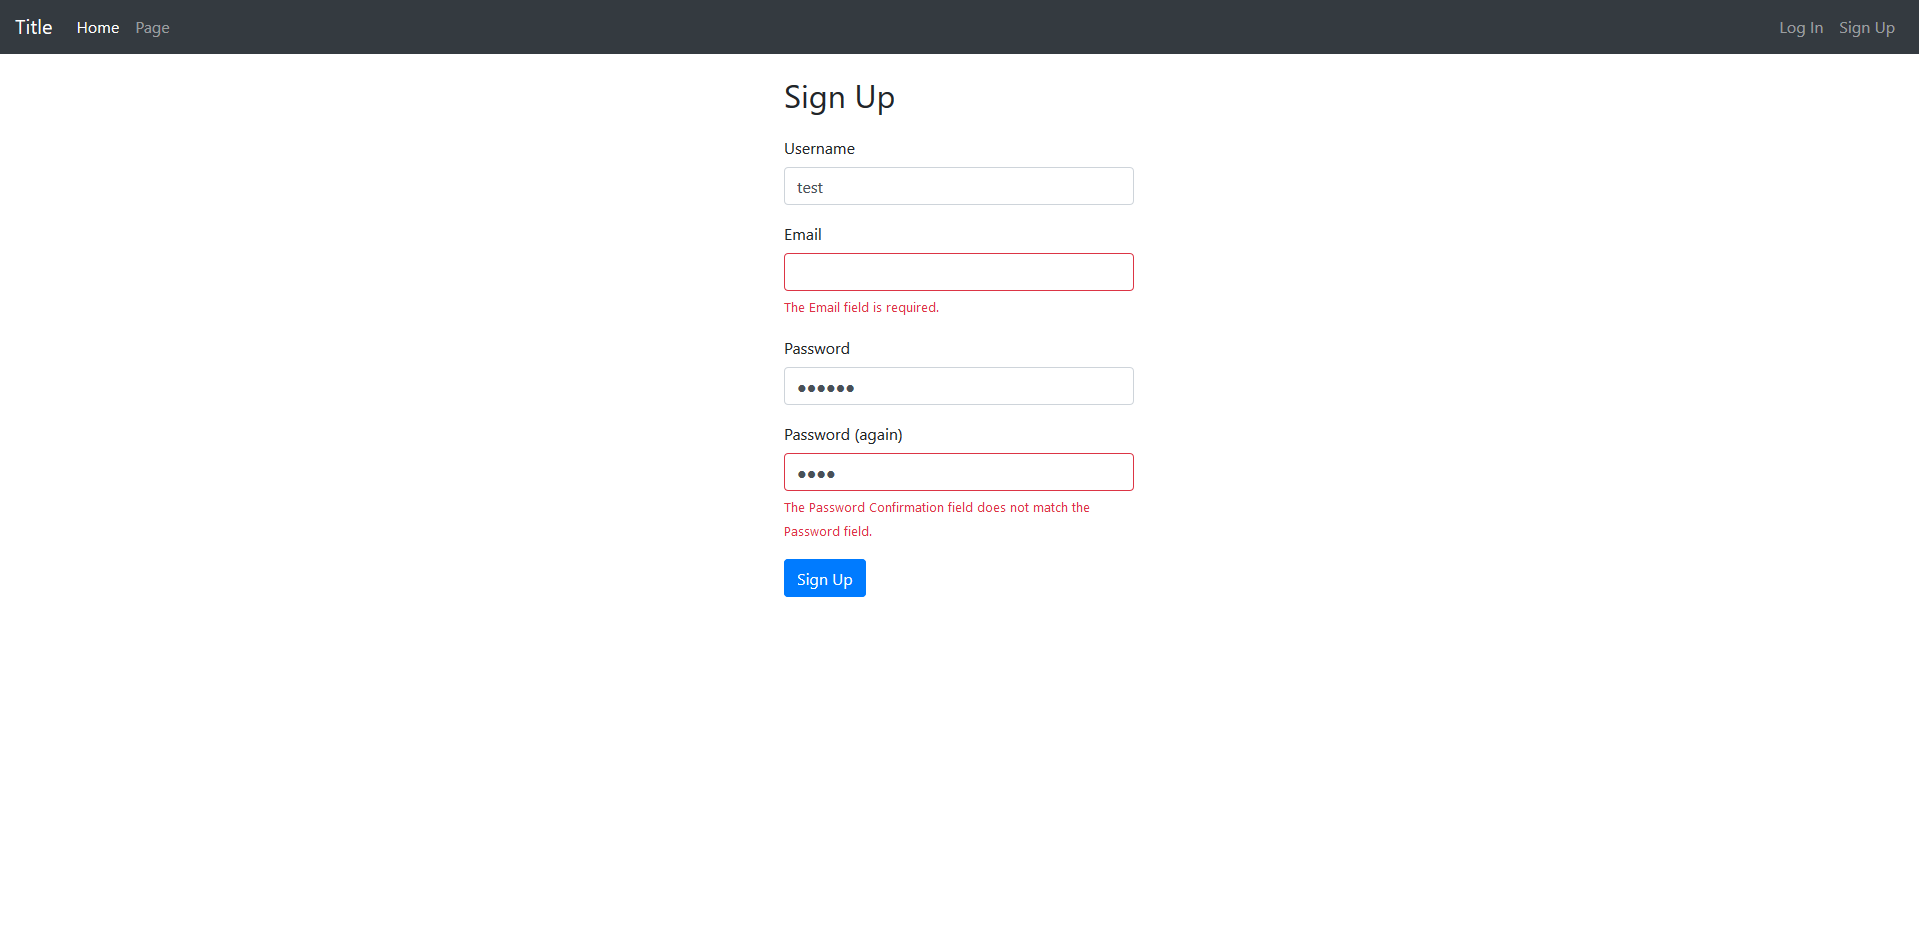 Title Home Page Log In Sign Up
Sign Up
Username
test
Email
The Email field is required.
Password
●●●●●●
Password (again)
●●●●
The Password Confirmation field does not match the
Password field.
Sign Up